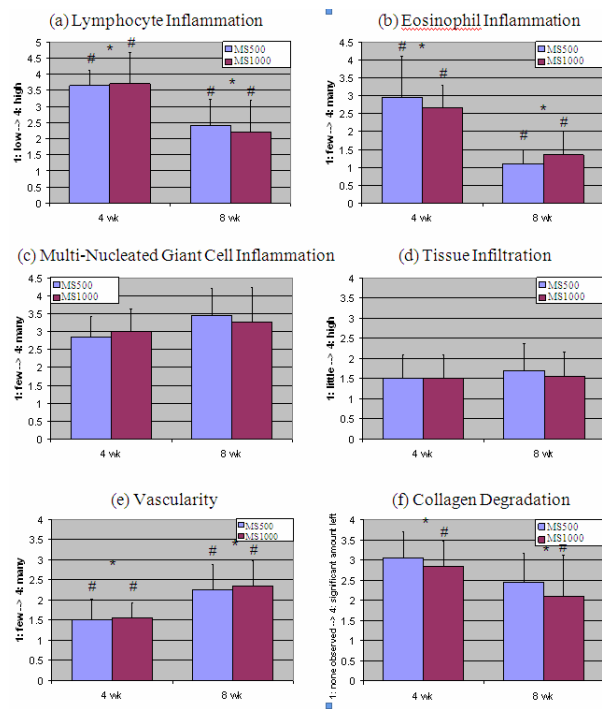 (a) Lymphocyte Inflammation
MS500
MS1000
# * #
# * #
1: low --> 4: high
5
4.5
4
3.5
3
2.5
2
1.5
1
0.5
0
4 wk 8 wk
(b) Eosinophil Inflammation
MS500
MS1000
# * #
# * #
1: few --> 4: many
5
4.5
4
3.5
3
2.5
2
1.5
1
0.5
0
4 wk 8 wk
(c) Multi-Nucleated Giant Cell Inflammation
MS500
MS1000
1: few --> 4: many
4.5
4
3.5
3
2.5
2
1.5
1
0.5
0
4 wk 8 wk
(d) Tissue Infiltration
MS500
MS1000
1: little --> 4: high
4
3.5
3
2.5
2
1.5
1
0.5
0
4 wk 8 wk
(e) Vascularity
MS500
MS1000
# * #
# * #
1: few --> 4: many
4
3.5
3
2.5
2
1.5
1
0.5
0
4 wk 8 wk
(f) Collagen Degradation
MS500
MS1000
* #
* #
1: none observed --> 4: significant amount left
4
3.5
3
2.5
2
1.5
1
0.5
0
4 wk 8 wk